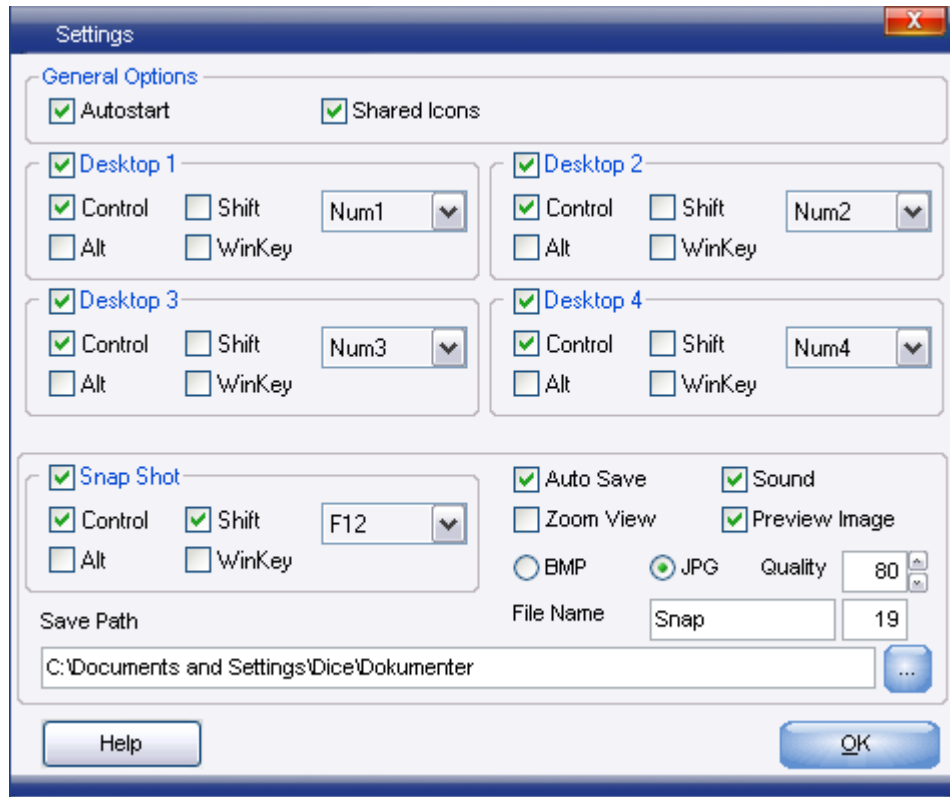 Settings
X
General Options
Autostart Shared Icons
Desktop 1 Desktop 2
Control Shift Num1 Control Shift Num2
Alt WinKey Alt WinKey
Desktop 3 Desktop 4
Control Shift Num3 Control Shift Num4
Alt WinKey Alt WinKey
Snap Shot Auto Save Sound
Control Shift F12 Zoom View Preview Image
Alt WinKey BMP JPG Quality 80
Save Path File Name Snap 19
C:\Documents and Settings\Dice\Dokumenter ...
Help OK